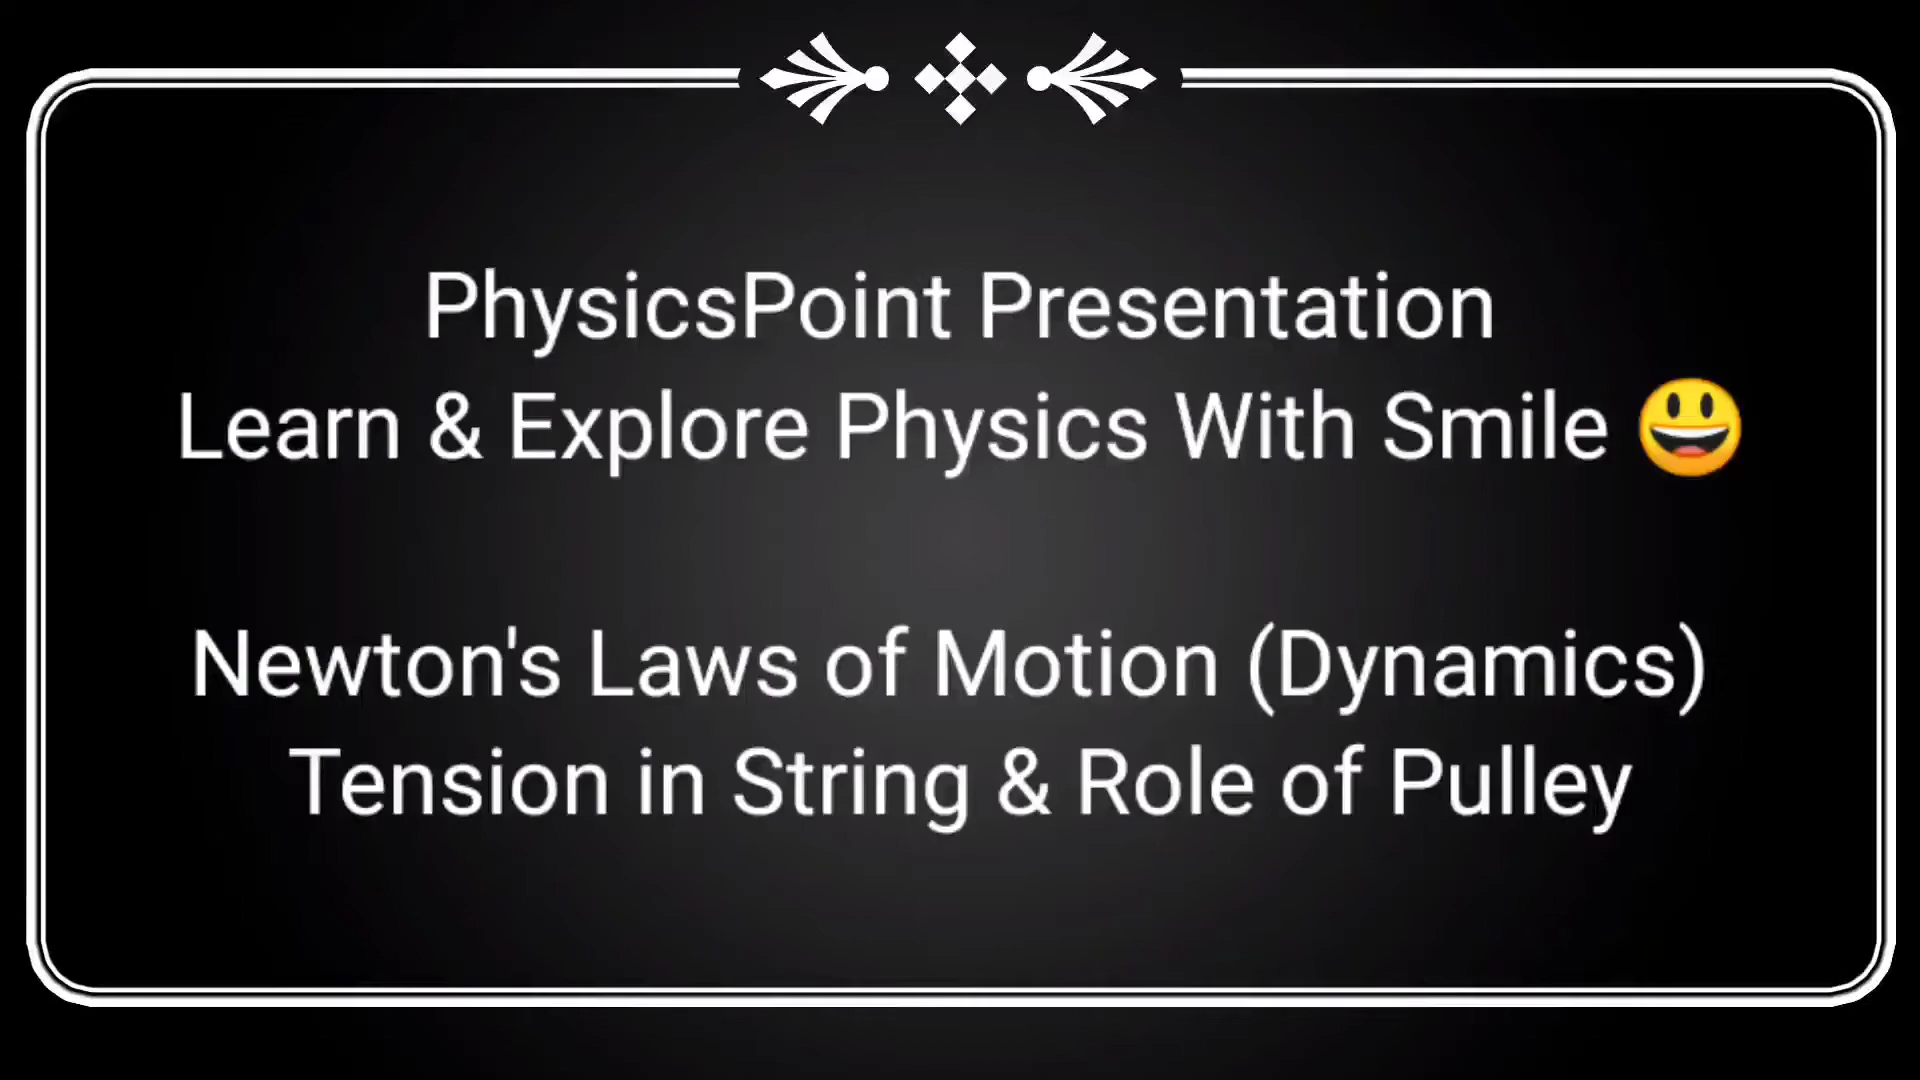 PhysicsPoint Presentation
Learn & Explore Physics With Smile 😃
Newton's Laws of Motion (Dynamics)
Tension in String & Role of Pulley